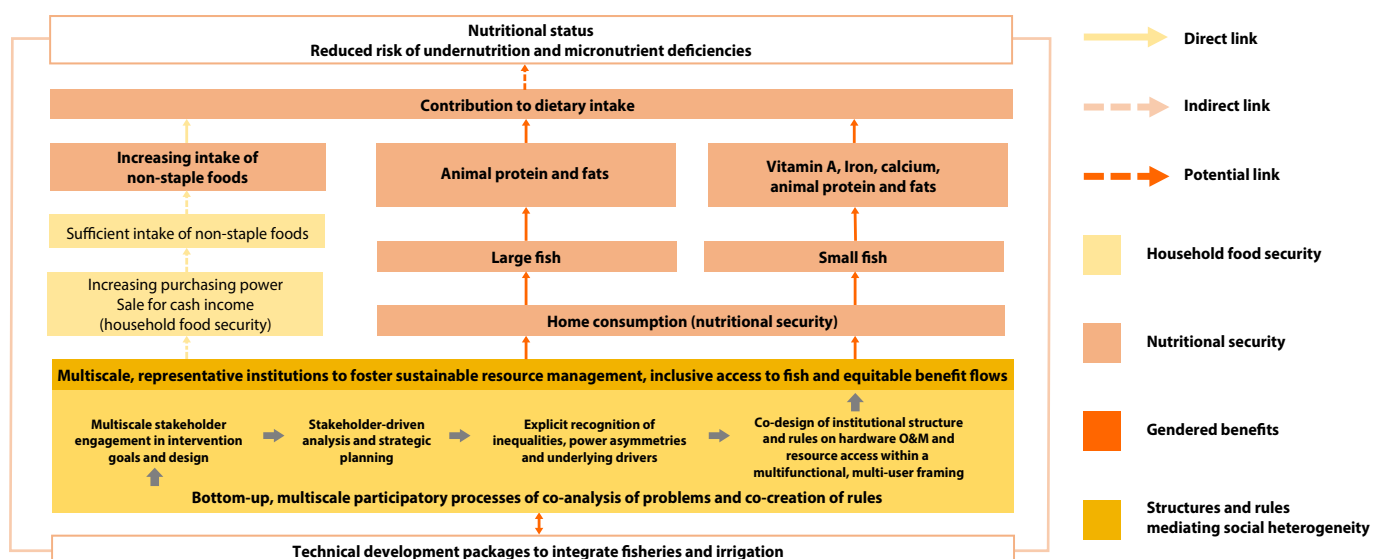 Nutritional status
Reduced risk of undernutrition and micronutrient deficiencies
Contribution to dietary intake
Increasing intake of
non-staple foods
Animal protein and fats
Vitamin A, Iron, calcium,
animal protein and fats
Sufficient intake of non-staple foods
Large fish
Small fish
Increasing purchasing power
Sale for cash income
(household food security)
Home consumption (nutritional security)
Multiscale, representative institutions to foster sustainable resource management, inclusive access to fish and equitable benefit flows
Multiscale stakeholder
engagement in intervention
goals and design
Stakeholder-driven
analysis and strategic
planning
Explicit recognition of
inequalities, power asymmetries
and underlying drivers
Co-design of institutional structure
and rules on hardware O&M and
resource access within a
multifunctional, multi-user framing
Bottom-up, multiscale participatory processes of co-analysis of problems and co-creation of rules
Technical development packages to integrate fisheries and irrigation
Direct link
Indirect link
Potential link
Household food security
Nutritional security
Gendered benefits
Structures and rules
mediating social heterogeneity